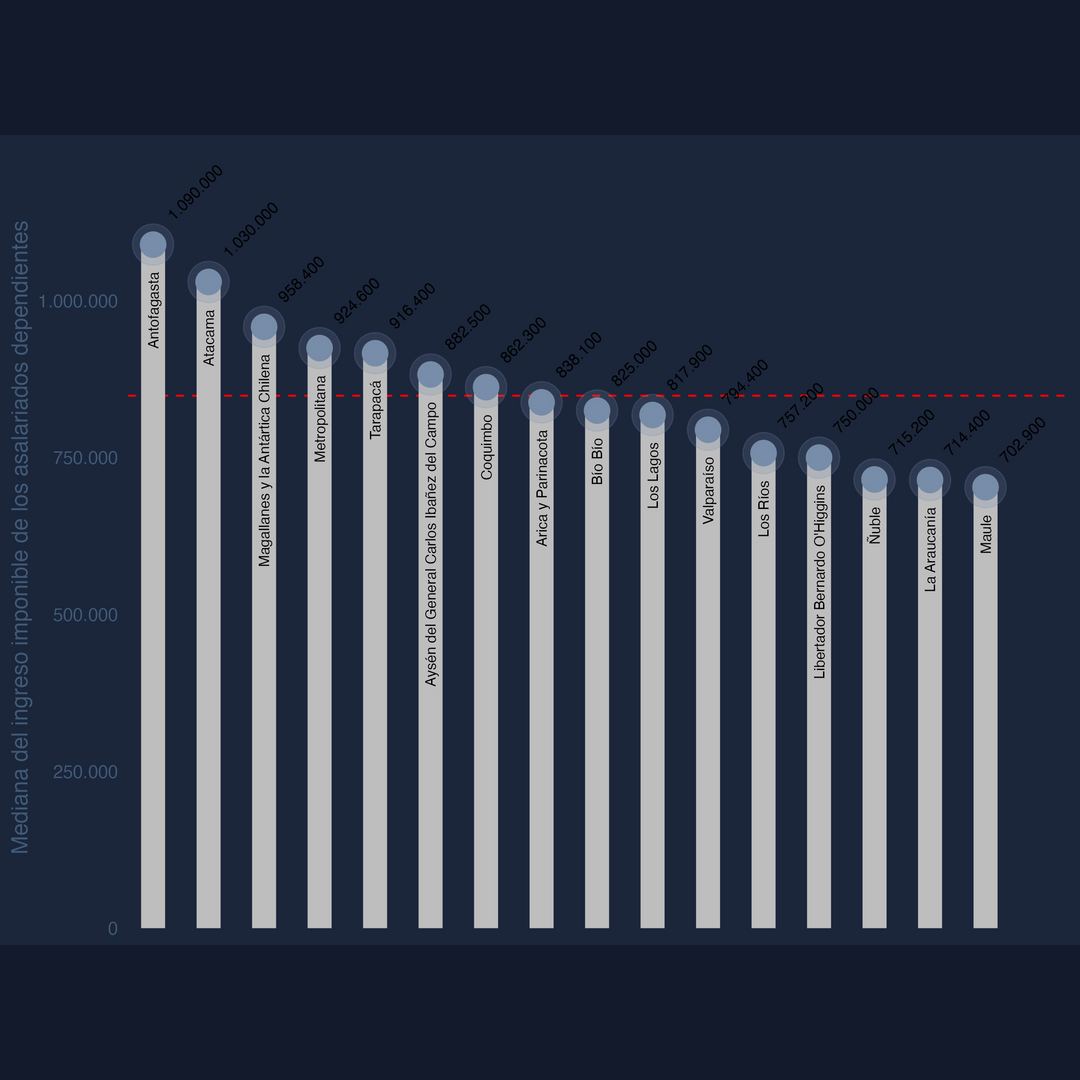 Mediana del ingreso imponible de los asalariados dependientes
1.000.000
750.000
500.000
250.000
0
1.090.000
1.030.000
958.400
924.600
916.400
882.500
862.300
838.100
825.000
817.900
794.400
757.200
750.000
715.200
714.400
702.900
Antofagasta
Atacama
Magallanes y la Antártica Chilena
Metropolitana
Tarapacá
Aysén del General Carlos Ibañez del Campo
Coquimbo
Arica y Parinacota
Bío Bío
Los Lagos
Valparaíso
Los Ríos
Libertador Bernardo O'Higgins
Ñuble
La Araucanía
Maule